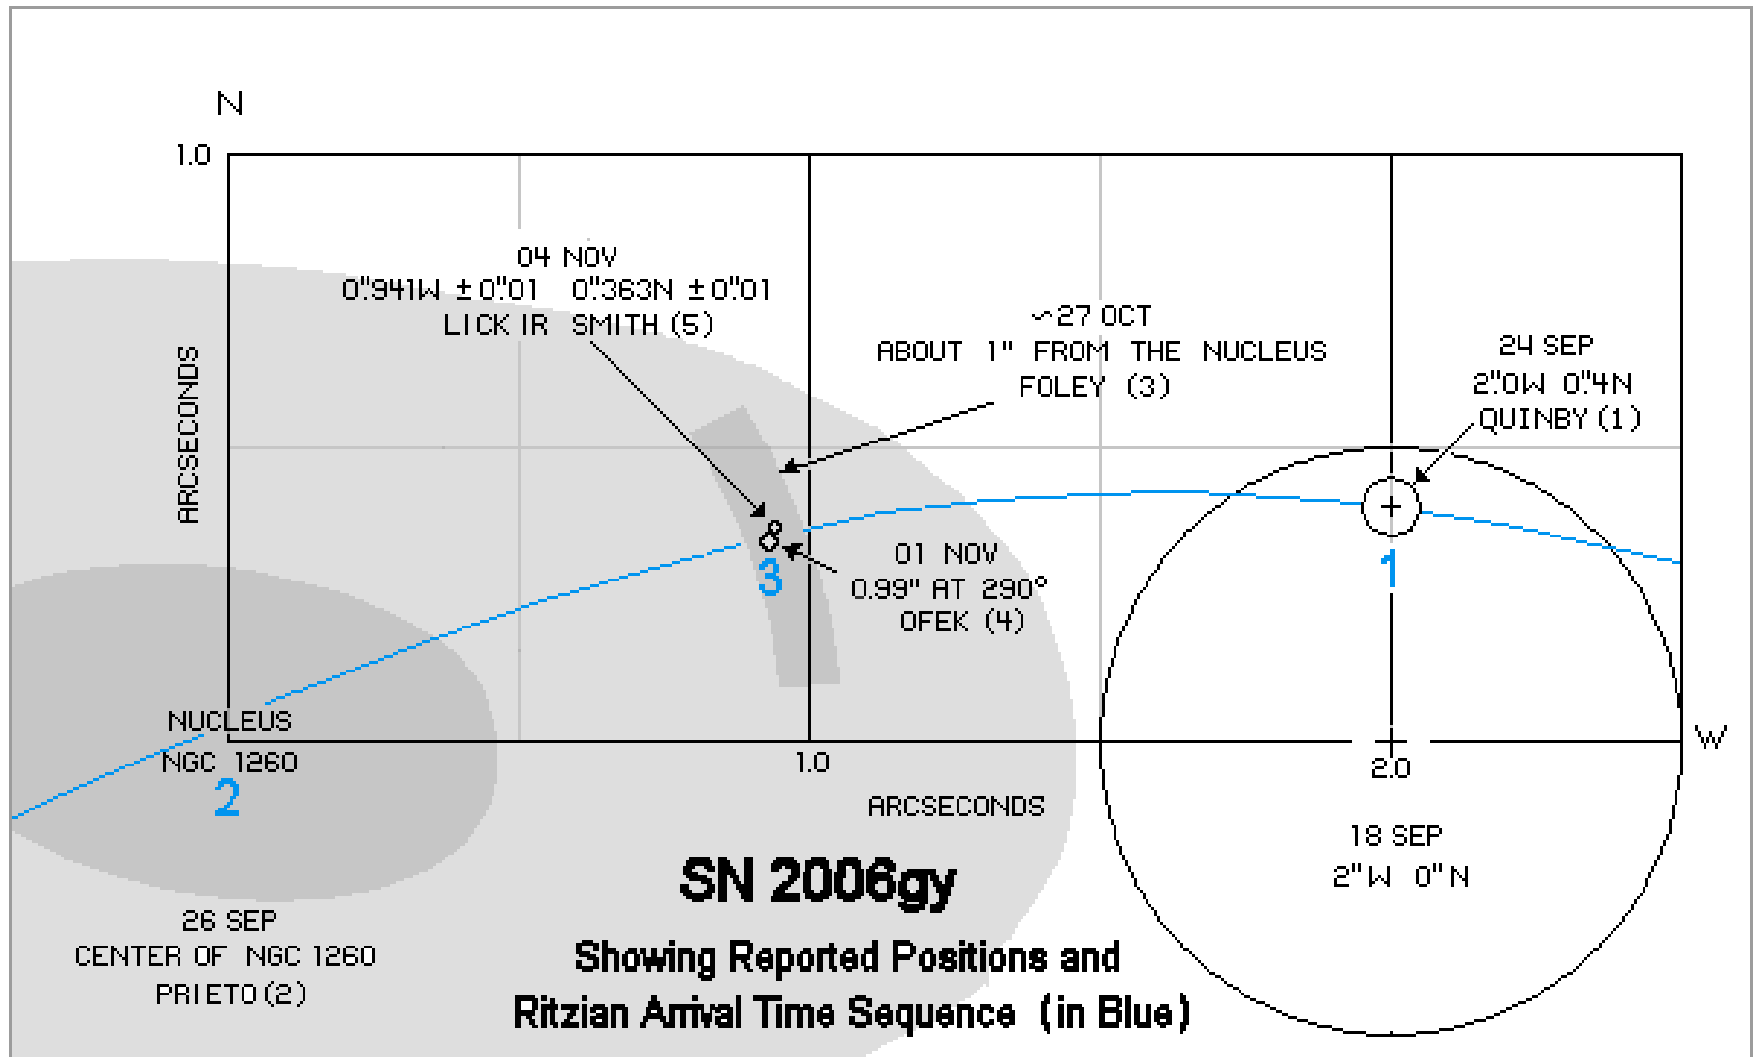 N
1.0
04 NOV
0."941W ±0."01 0."363N ±0."01
LICK IR SMITH (5)
~27 OCT
ABOUT 1" FROM THE NUCLEUS
FOLEY (3)
24 SEP
2."0W 0."4N
QUINBY (1)
ARCSECONDS
01 NOV
0.99" AT 290°
OFEK (4)
3
1
NUCLEUS
NGC 1260
2
W
1.0
2.0
ARCSECONDS
18 SEP
2"W 0"N
SN 2006gy
26 SEP
CENTER OF NGC 1260
PRIETO (2)
Showing Reported Positions and
Ritzian Arrival Time Sequence (in Blue)